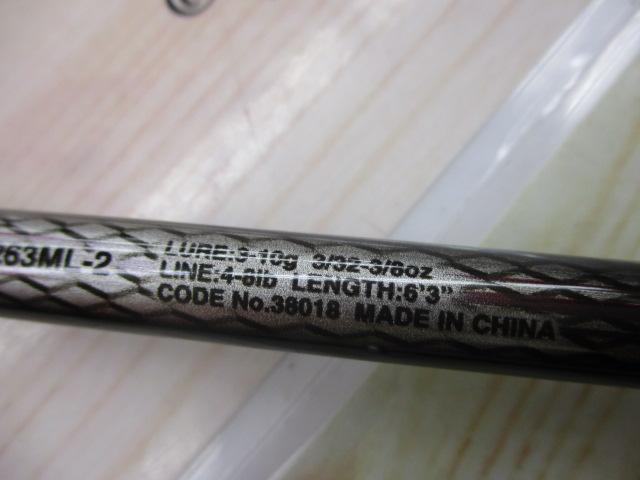 263ML-2
LURE:3-10g 3/32-3/8oz
LINE:4-8lb LENGTH:6'3"
CODE No.36018 MADE IN CHINA